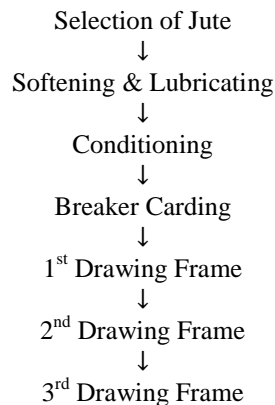 Selection of Jute
↓
Softening & Lubricating
↓
Conditioning
↓
Breaker Carding
↓
1st Drawing Frame
↓
2nd Drawing Frame
↓
3rd Drawing Frame